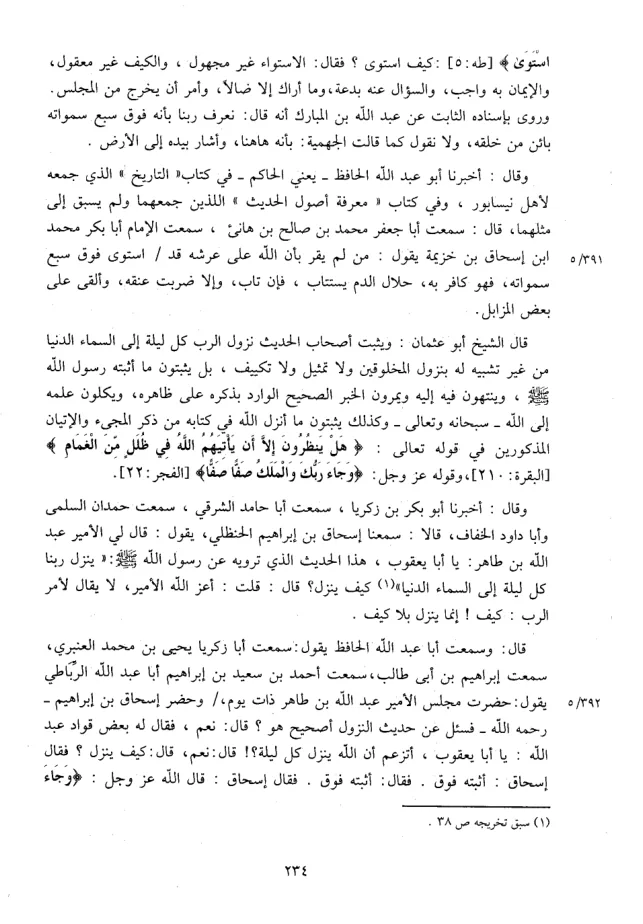 اسْتَوَىٰ ﴾ [طه:٥] :كيف استوى ؟ فقال: الاستواء غير مجهول ، والكيف غير معقول،
والإيمان به واجب، والسؤال عنه بدعة،وما أراك إلا ضالاً، وأمر أن يخرج من المجلس.
وروى بإسناده الثابت عن عبد الله بن المبارك أنه قال: نعرف ربنا بأنه فوق سبع سمواته
بائن من خلقه، ولا نقول كما قالت الجهمية: بأنه هاهنا، وأشار بيده إلى الأرض .
وقال : أخبرنا أبو عبد الله الحافظ ـ يعني الحاكم ـ في كتاب« التاريخ » الذي جمعه
لأهل نيسابور ، وفي كتاب « معرفة أصول الحديث » اللذين جمعهما ولم يسبق إلى
مثلهما، قال : سمعت أبا جعفر محمد بن صالح بن هانئ ، سمعت الإمام أبا بكر محمد
ابن إسحاق بن خزيمة يقول : من لم يقر بأن الله على عرشه قد / استوى فوق سبع
٥/٣٩١
سمواته، فهو كافر به، حلال الدم يستتاب ، فإن تاب، وإلا ضربت عنقه، وألقى على
بعض المزابل.
قال الشيخ أبو عثمان : ويثبت أصحاب الحديث نزول الرب كل ليلة إلى السماء الدنيا
من غير تشبيه له بنزول المخلوقين ولا تمثيل ولا تكييف ، بل يثبتون ما أثبته رسول الله
ﷺ ، وينتهون فيه إليه ويمرون الخبر الصحيح الوارد بذكره على ظاهره، ويكلون علمه
إلى الله ـ سبحانه وتعالى ـ وكذلك يثبتون ما أنزل الله في كتابه من ذكر المجىء والإتيان
المذكورين في قوله تعالى : ﴿ هَلْ يَنظُرُونَ إِلاَّ أَن يَأْتِيَهُمُ اللَّهُ فِي ظُلَلٍ مِّنَ الْغَمَامِ ﴾
[البقرة: ٢١٠]،وقوله عز وجل: ﴿وَجَاءَ رَبُّكَ وَالْمَلَكُ صَفًّا صَفًّا﴾ [الفجر:٢٢].
وقال : أخبرنا أبو بكر بن زكريا ، سمعت أبا حامد الشرقي ، سمعت حمدان السلمى
وأبا داود الخفاف، قالا : سمعنا إسحاق بن إبراهيم الحنظلي، يقول : قال لي الأمير عبد
الله بن طاهر: يا أبا يعقوب ، هذا الحديث الذي ترويه عن رسول الله ﷺ:« ينزل ربنا
كل ليلة إلى السماء الدنيا»(١) كيف ينزل؟ قال : قلت : أعز الله الأمير، لا يقال لأمر
الرب : كيف ! إنما ينزل بلا كيف .
قال: وسمعت أبا عبد الله الحافظ يقول:سمعت أبا زكريا يحيى بن محمد العنبري،
سمعت إبراهيم بن أبى طالب،سمعت أحمد بن سعيد بن إبراهيم أبا عبد الله الرِّباطي
يقول:حضرت مجلس الأمير عبد الله بن طاهر ذات يوم،/ وحضر إسحاق بن إبراهيم ـ
٥/٣٩٢
رحمه الله ـ فسئل عن حديث النزول أصحيح هو ؟ قال: نعم ، فقال له بعض قواد عبد
الله : يا أبا يعقوب ، أتزعم أن الله ينزل كل ليلة؟! قال:نعم، قال:كيف ينزل ؟ فقال
إسحاق : أثبته فوق . فقال: أثبته فوق . فقال إسحاق : قال الله عز وجل : ﴿وَجَاءَ
(١) سبق تخريجه ص ٣٨ .
٢٣٤